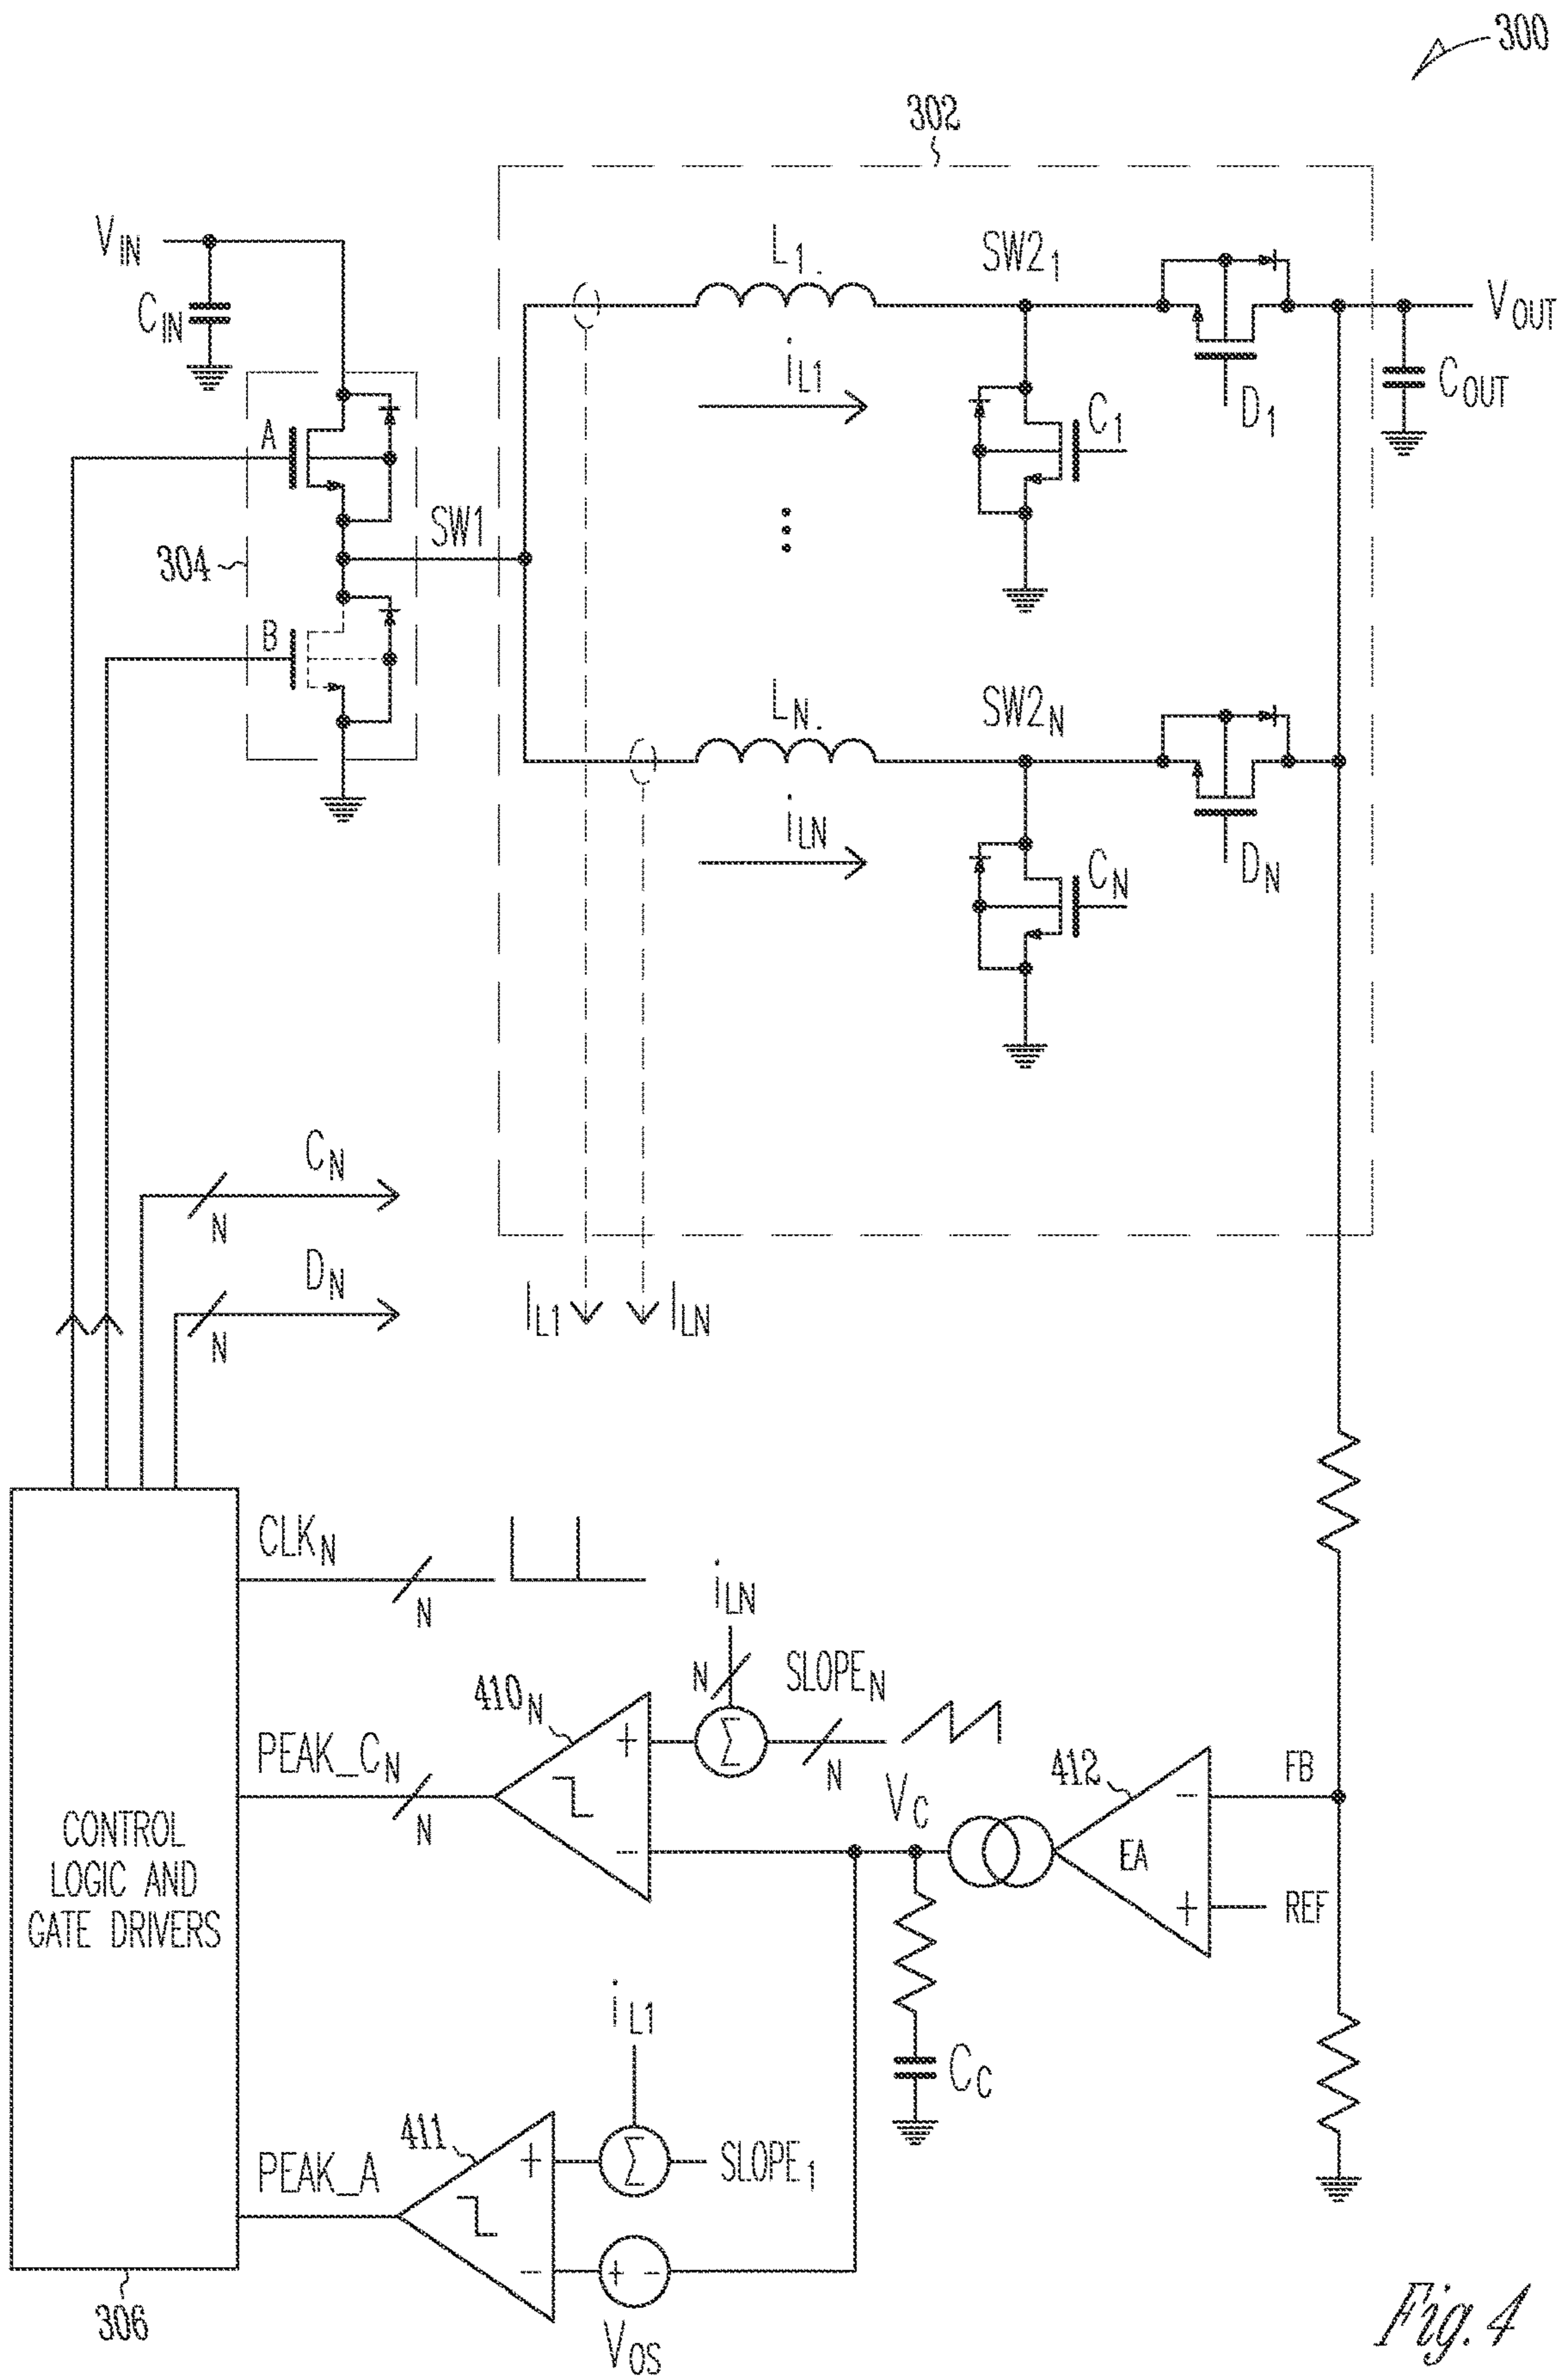 300
302
V_IN
L_1.
SW2_1
C_IN
V_OUT
i_L1
D_1
C_OUT
A
C_1
SW1
304
B
L_N.
SW2_N
i_LN
D_N
C_N
C_N
N
D_N
N
I_L1
I_LN
CLK_N
N
i_LN
N
SLOPE_N
N
410_N
+
Σ
PEAK_C_N
N
−
V_C
412
EA
−
+
FB
REF
CONTROL
LOGIC AND
GATE DRIVERS
i_L1
C_C
411
+
Σ
SLOPE_1
PEAK_A
−
+ −
V_OS
306
Fig. 4